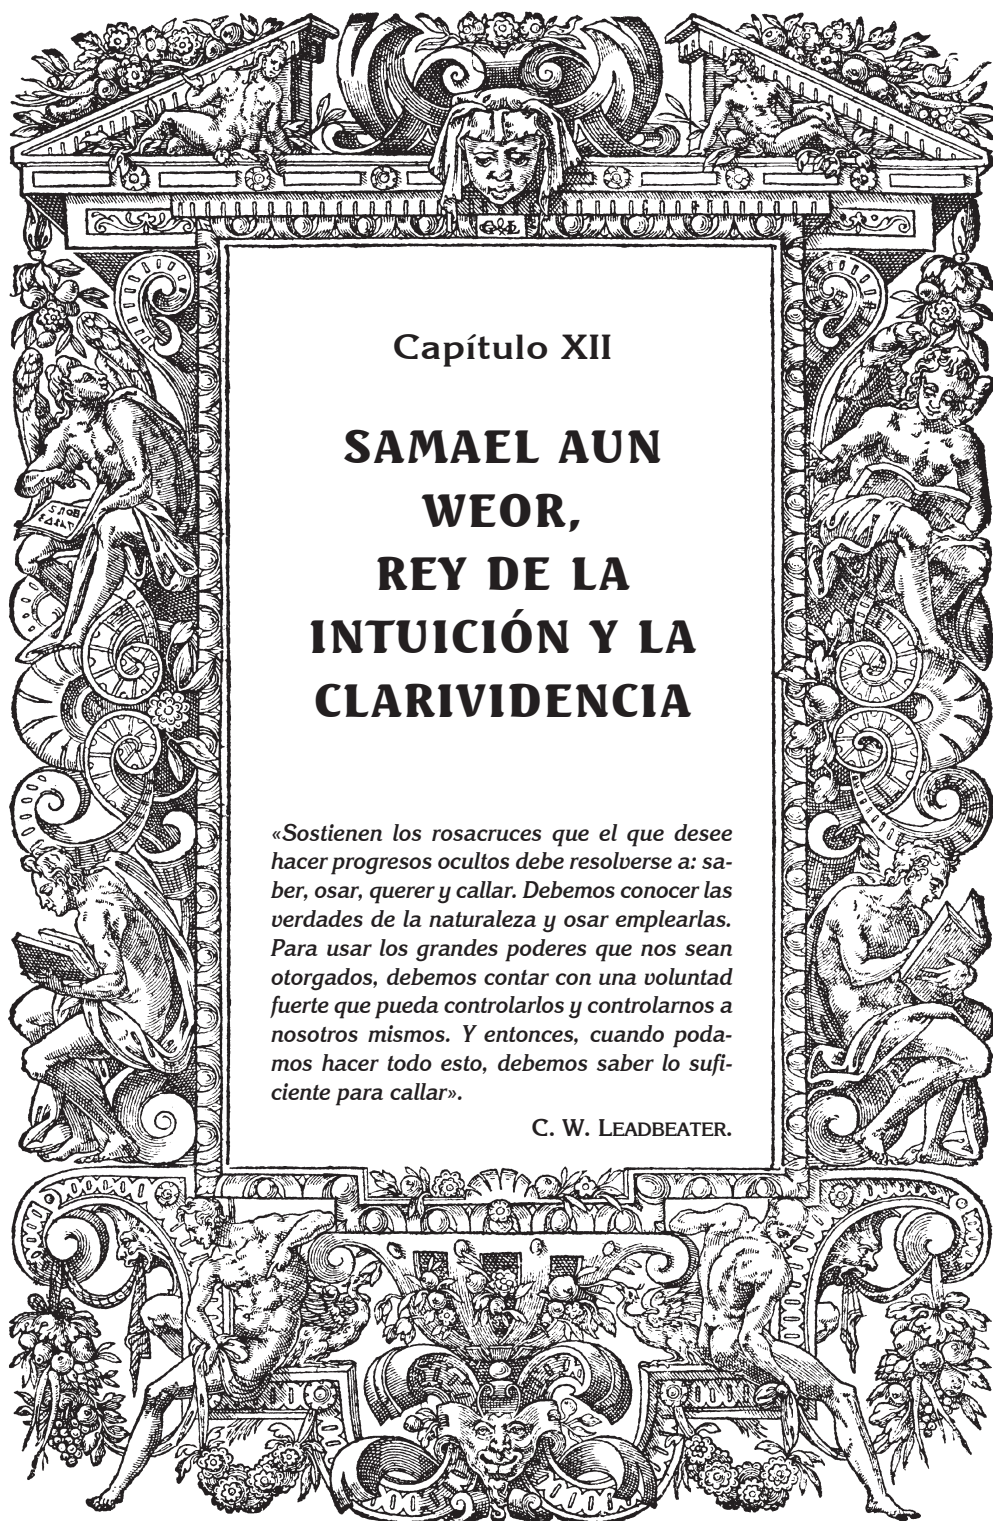 Capítulo XII
SAMAEL AUN
WEOR,
REY DE LA
INTUICIÓN Y LA
CLARIVIDENCIA
«Sostienen los rosacruces que el que desee
hacer progresos ocultos debe resolverse a: sa-
ber, osar, querer y callar. Debemos conocer las
verdades de la naturaleza y osar emplearlas.
Para usar los grandes poderes que nos sean
otorgados, debemos contar con una voluntad
fuerte que pueda controlarlos y controlarnos a
nosotros mismos. Y entonces, cuando poda-
mos hacer todo esto, debemos saber lo sufi-
ciente para callar».
C. W. LEADBEATER.